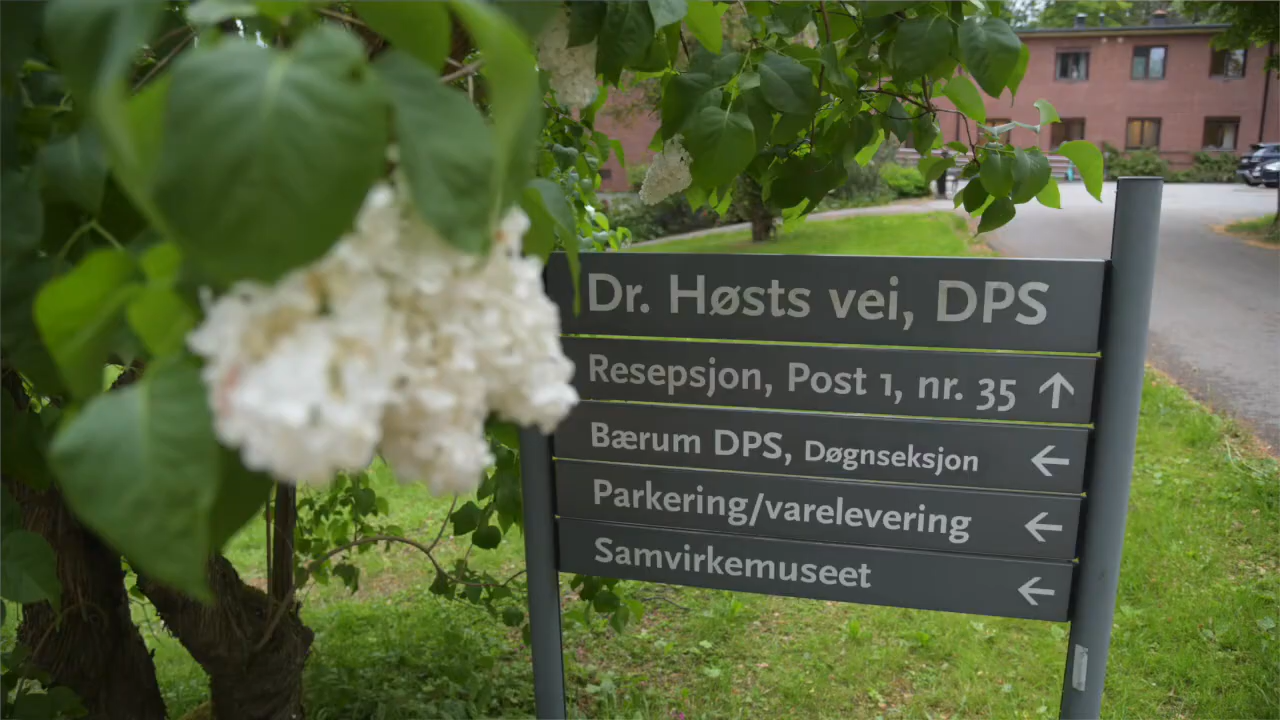 Dr. Høsts vei, DPS
Resepsjon, Post 1, nr. 35 ↑
Bærum DPS, Døgnseksjon ←
Parkering/varelevering ←
Samvirkemuseet ←